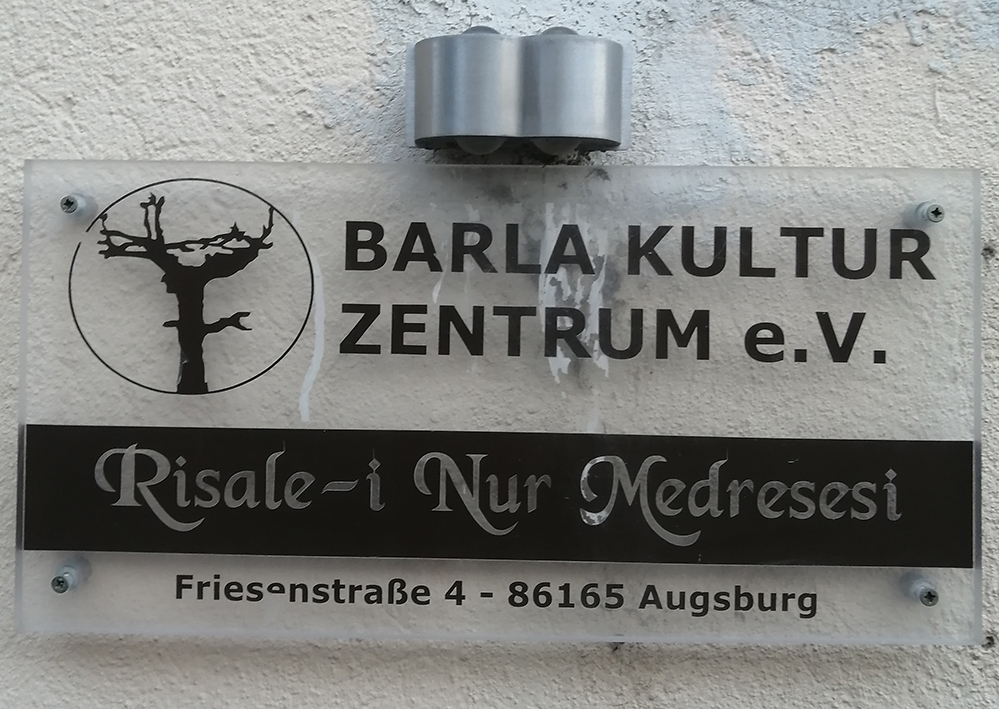 BARLA KULTUR
ZENTRUM e.V.
Risale-i Nur Medresesi
Friesenstraße 4 - 86165 Augsburg